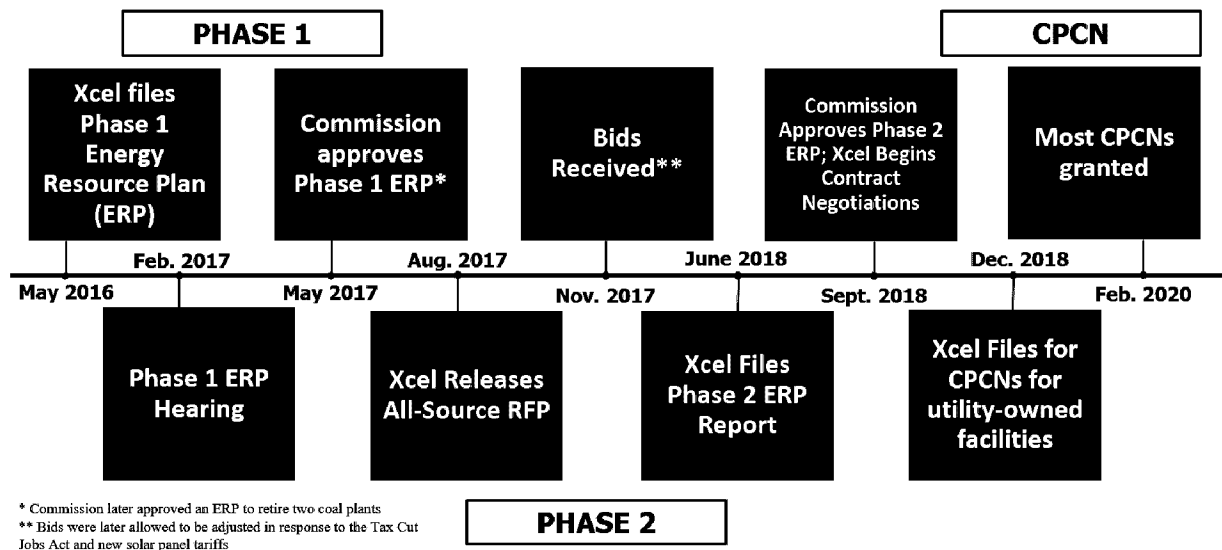 PHASE 1
CPCN
Xcel files
Phase 1
Energy
Resource Plan
(ERP)
Commission
approves
Phase 1 ERP*
Bids
Received**
Commission
Approves Phase 2
ERP; Xcel Begins
Contract
Negotiations
Most CPCNs
granted
Feb. 2017
Aug. 2017
June 2018
Dec. 2018
May 2016
May 2017
Nov. 2017
Sept. 2018
Feb. 2020
Phase 1 ERP
Hearing
Xcel Releases
All-Source RFP
Xcel Files
Phase 2 ERP
Report
Xcel Files for
CPCNs for
utility-owned
facilities
* Commission later approved an ERP to retire two coal plants
** Bids were later allowed to be adjusted in response to the Tax Cut
Jobs Act and new solar panel tariffs
PHASE 2